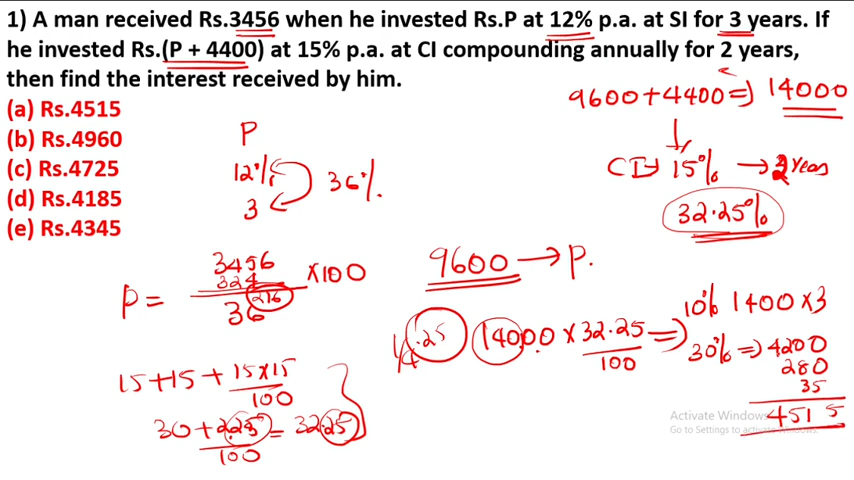 1) A man received Rs.3456 when he invested Rs.P at 12% p.a. at SI for 3 years. If
he invested Rs.(P + 4400) at 15% p.a. at CI compounding annually for 2 years,
then find the interest received by him.
(a) Rs.4515
(b) Rs.4960
(c) Rs.4725
(d) Rs.4185
(e) Rs.4345
9600+4400=) 14000
P
12%
3
36%.
CI 15% → 2 Years
32.25%
P = 3456 ×100
324
216
36
9600 → P.
.25
14000 × 32.25 =)
100
10% 1400 × 3
30% =) 4200
280
35
4515
15+15 + 15×15
100
30 + 225 = 32.25
100
Activate Windows
Go to Settings to activate Windows.